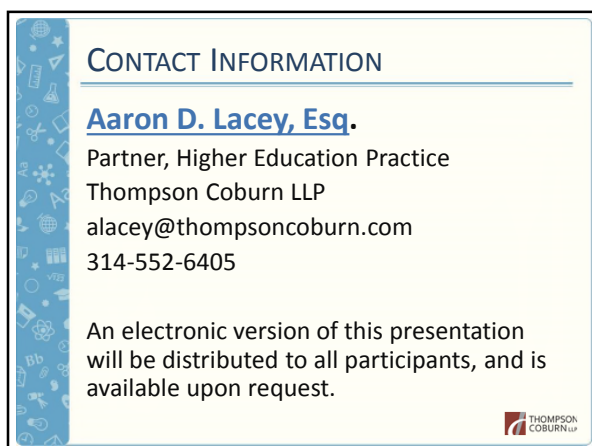 CONTACT INFORMATION
Aaron D. Lacey, Esq.
Partner, Higher Education Practice
Thompson Coburn LLP
alacey@thompsoncoburn.com
314-552-6405
An electronic version of this presentation
will be distributed to all participants, and is
available upon request.
THOMPSON
COBURN LLP